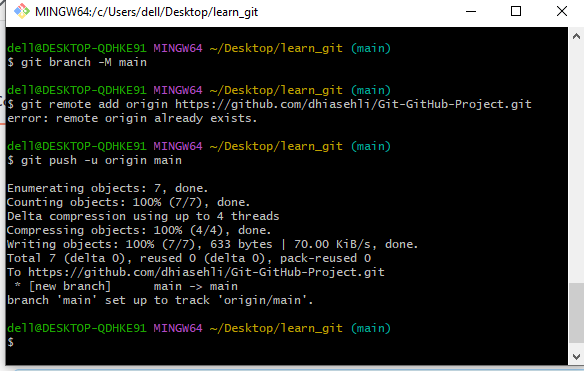 MINGW64:/c/Users/dell/Desktop/learn_git
dell@DESKTOP-QDHKE91 MINGW64 ~/Desktop/learn_git (main)
$ git branch -M main
dell@DESKTOP-QDHKE91 MINGW64 ~/Desktop/learn_git (main)
$ git remote add origin https://github.com/dhiasehli/Git-GitHub-Project.git
error: remote origin already exists.
dell@DESKTOP-QDHKE91 MINGW64 ~/Desktop/learn_git (main)
$ git push -u origin main
Enumerating objects: 7, done.
Counting objects: 100% (7/7), done.
Delta compression using up to 4 threads
Compressing objects: 100% (4/4), done.
Writing objects: 100% (7/7), 633 bytes | 70.00 KiB/s, done.
Total 7 (delta 0), reused 0 (delta 0), pack-reused 0
To https://github.com/dhiasehli/Git-GitHub-Project.git
 * [new branch]      main -> main
branch 'main' set up to track 'origin/main'.
dell@DESKTOP-QDHKE91 MINGW64 ~/Desktop/learn_git (main)
$